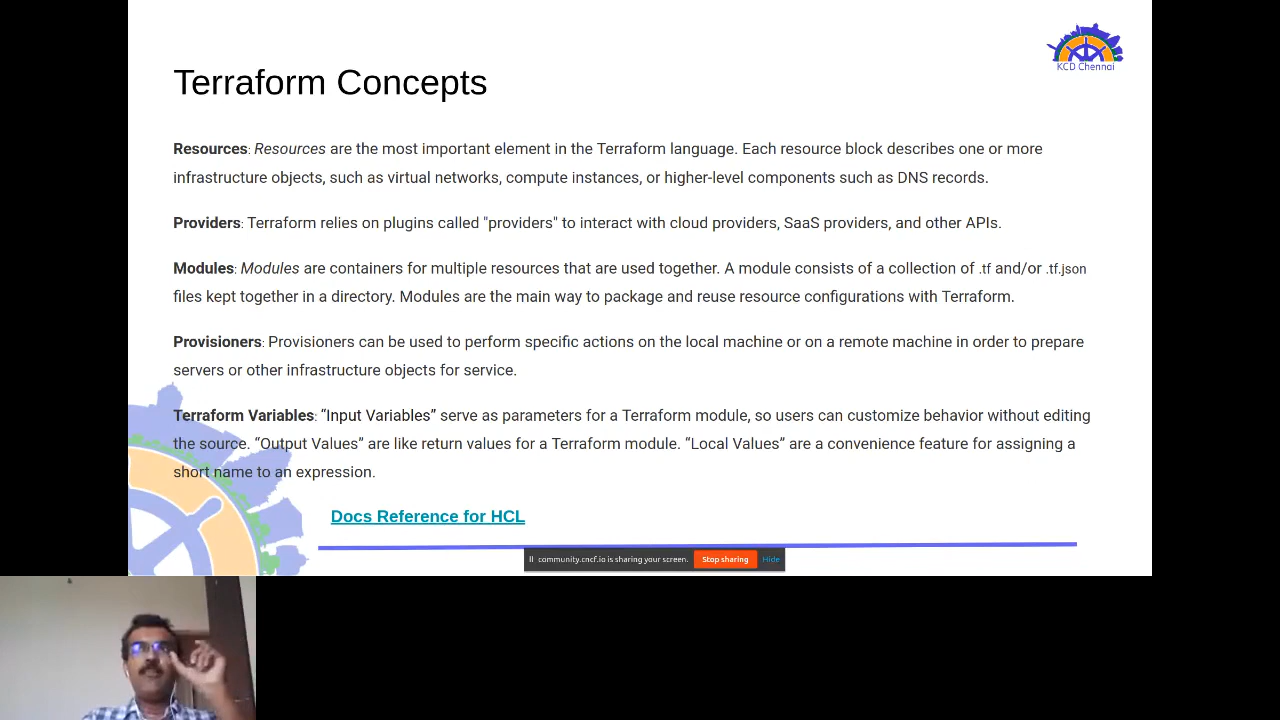 KCD Chennai
Terraform Concepts
Resources: Resources are the most important element in the Terraform language. Each resource block describes one or more
infrastructure objects, such as virtual networks, compute instances, or higher-level components such as DNS records.
Providers: Terraform relies on plugins called "providers" to interact with cloud providers, SaaS providers, and other APIs.
Modules: Modules are containers for multiple resources that are used together. A module consists of a collection of .tf and/or .tf.json
files kept together in a directory. Modules are the main way to package and reuse resource configurations with Terraform.
Provisioners: Provisioners can be used to perform specific actions on the local machine or on a remote machine in order to prepare
servers or other infrastructure objects for service.
Terraform Variables: “Input Variables” serve as parameters for a Terraform module, so users can customize behavior without editing
the source. “Output Values” are like return values for a Terraform module. “Local Values” are a convenience feature for assigning a
short name to an expression.
Docs Reference for HCL
community.cncf.io is sharing your screen. Stop sharing Hide